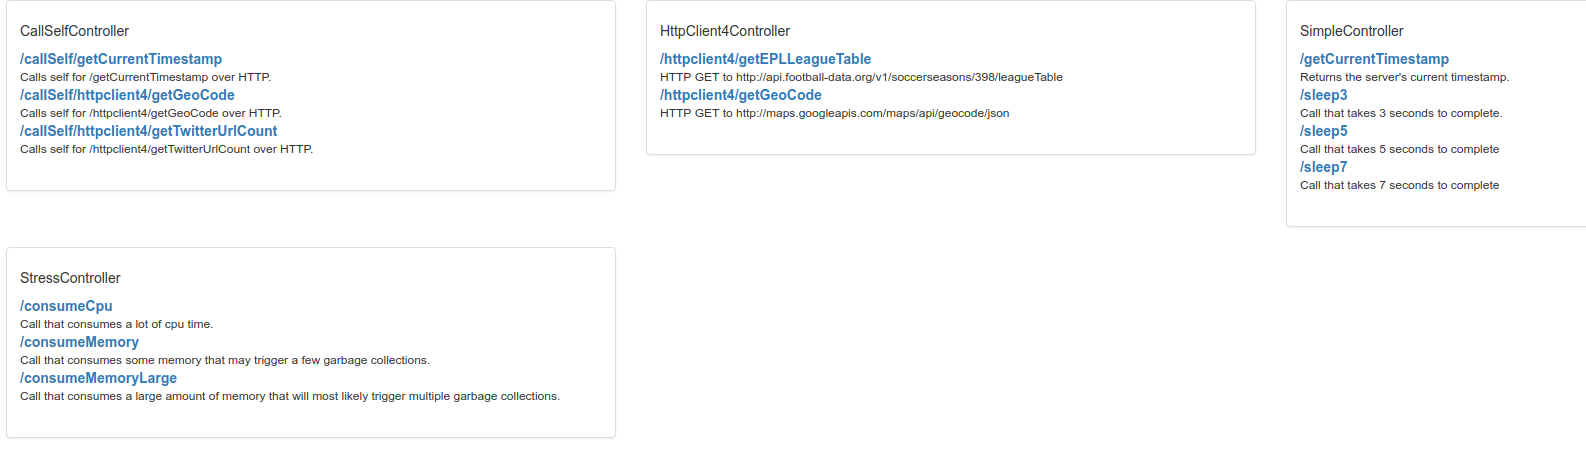 CallSelfController
/callSelf/getCurrentTimestamp
Calls self for /getCurrentTimestamp over HTTP.
/callSelf/httpclient4/getGeoCode
Calls self for /httpclient4/getGeoCode over HTTP.
/callSelf/httpclient4/getTwitterUrlCount
Calls self for /httpclient4/getTwitterUrlCount over HTTP.
HttpClient4Controller
/httpclient4/getEPLLeagueTable
HTTP GET to http://api.football-data.org/v1/soccerseasons/398/leagueTable
/httpclient4/getGeoCode
HTTP GET to http://maps.googleapis.com/maps/api/geocode/json
SimpleController
/getCurrentTimestamp
Returns the server's current timestamp.
/sleep3
Call that takes 3 seconds to complete.
/sleep5
Call that takes 5 seconds to complete
/sleep7
Call that takes 7 seconds to complete
StressController
/consumeCpu
Call that consumes a lot of cpu time.
/consumeMemory
Call that consumes some memory that may trigger a few garbage collections.
/consumeMemoryLarge
Call that consumes a large amount of memory that will most likely trigger multiple garbage collections.